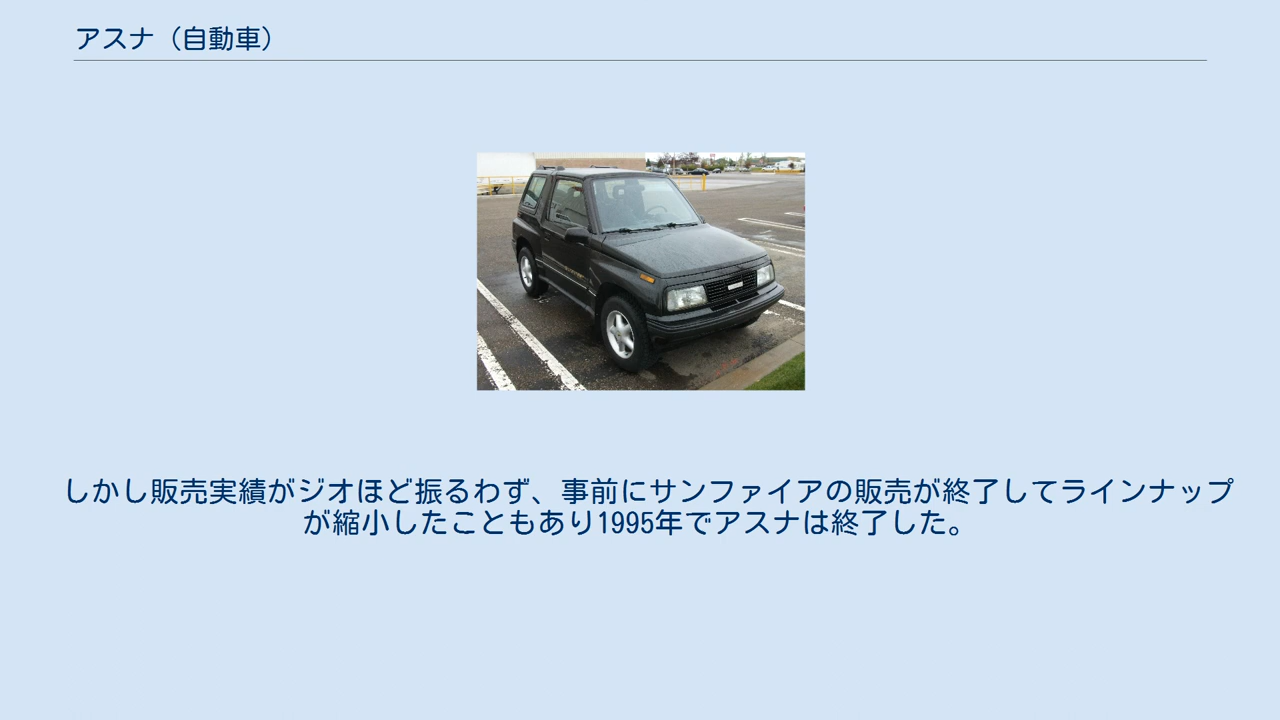 アスナ（自動車）
しかし販売実績がジオほど振るわず、事前にサンファイアの販売が終了してラインナップ
が縮小したこともあり1995年でアスナは終了した。